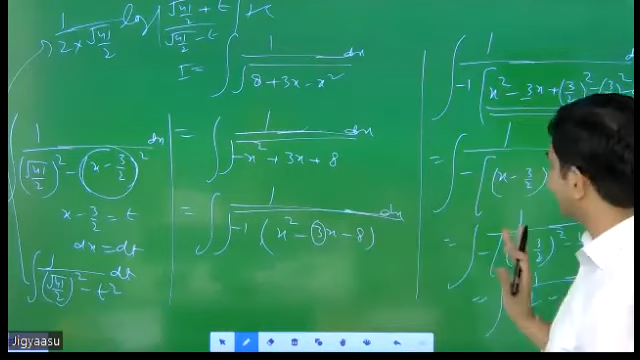 1/(2 × √41/2) log | (√41/2 + t)/(√41/2 − t) | + K
∫ 1/((√41/2)² − (x − 3/2)²) dx
x − 3/2 = t
dx = dt
∫ 1/((√41/2)² − t²) dt
I = ∫ 1/√(8 + 3x − x²) dx
= ∫ 1/√(−x² + 3x + 8) dx
= ∫ 1/√(−1 (x² − 3x − 8)) dx
∫ 1/√(−1 [x² − 3x + (3/2)² − (3)²
= ∫ 1/√(− [(x − 3/2)
= ∫ 1/√(− [( 3/2)²
= ∫ 1
Jigyaasu